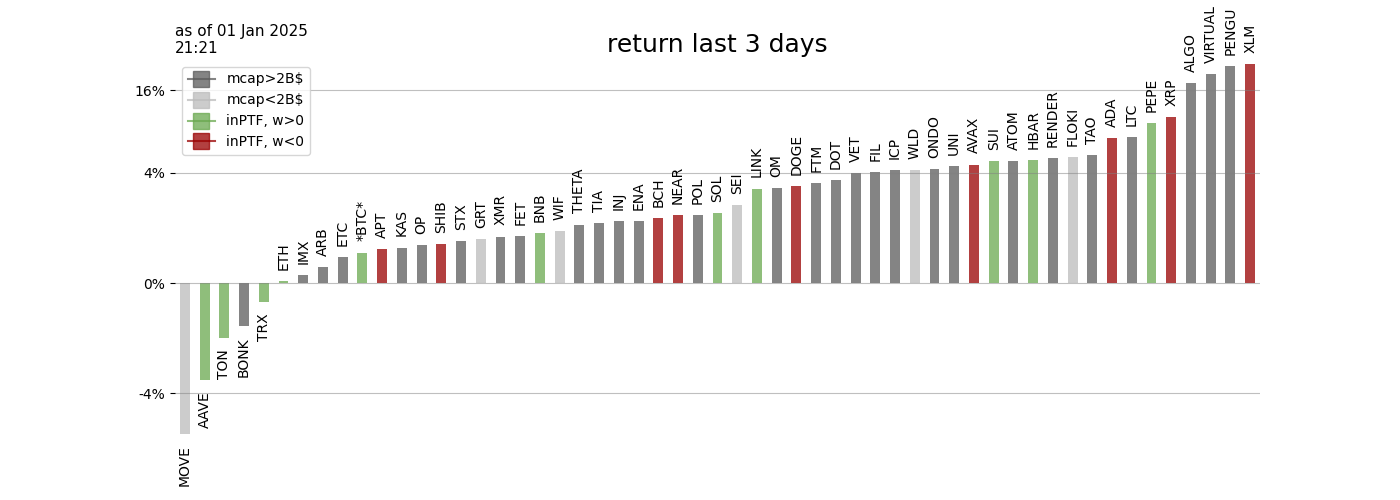 as of 01 Jan 2025
21:21
return last 3 days
mcap>2B$
mcap<2B$
inPTF, w>0
inPTF, w<0
16%
4%
0%
-4%
MOVE
AAVE
TON
BONK
TRX
ETH
IMX
ARB
ETC
*BTC*
APT
KAS
OP
SHIB
STX
GRT
XMR
FET
BNB
WIF
THETA
TIA
INJ
ENA
BCH
NEAR
POL
SOL
SEI
LINK
OM
DOGE
FTM
DOT
VET
FIL
ICP
WLD
ONDO
UNI
AVAX
SUI
ATOM
HBAR
RENDER
FLOKI
TAO
ADA
LTC
PEPE
XRP
ALGO
VIRTUAL
PENGU
XLM